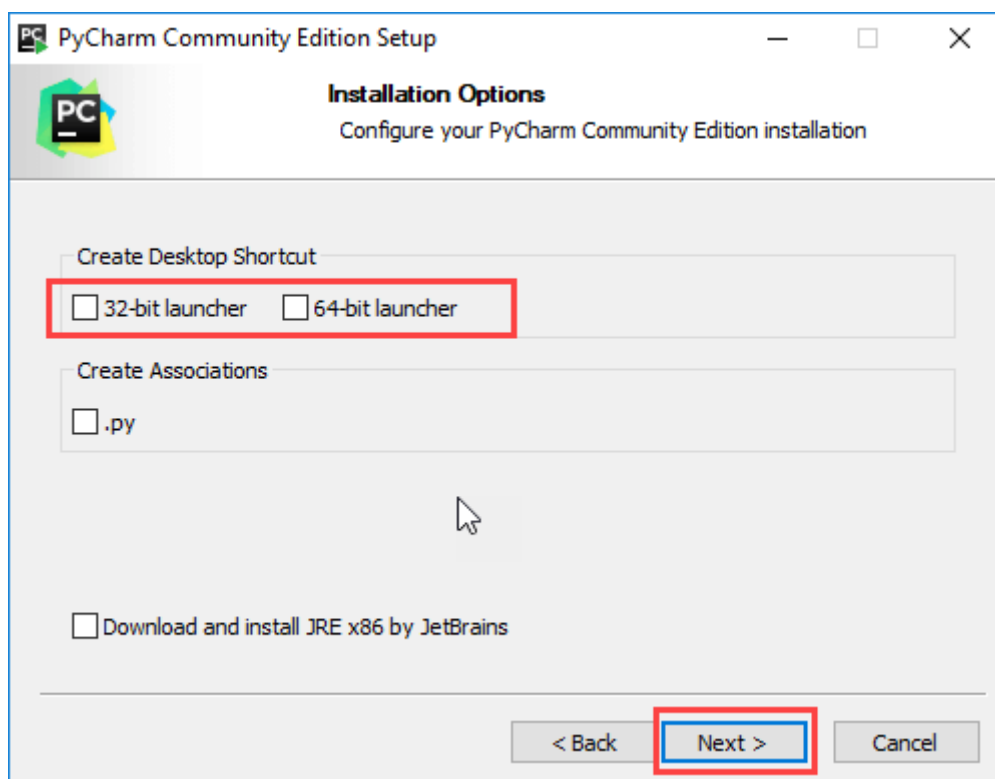 PC PyCharm Community Edition Setup
PC
Installation Options
Configure your PyCharm Community Edition installation
Create Desktop Shortcut
32-bit launcher 64-bit launcher
Create Associations
.py
Download and install JRE x86 by JetBrains
< Back Next > Cancel